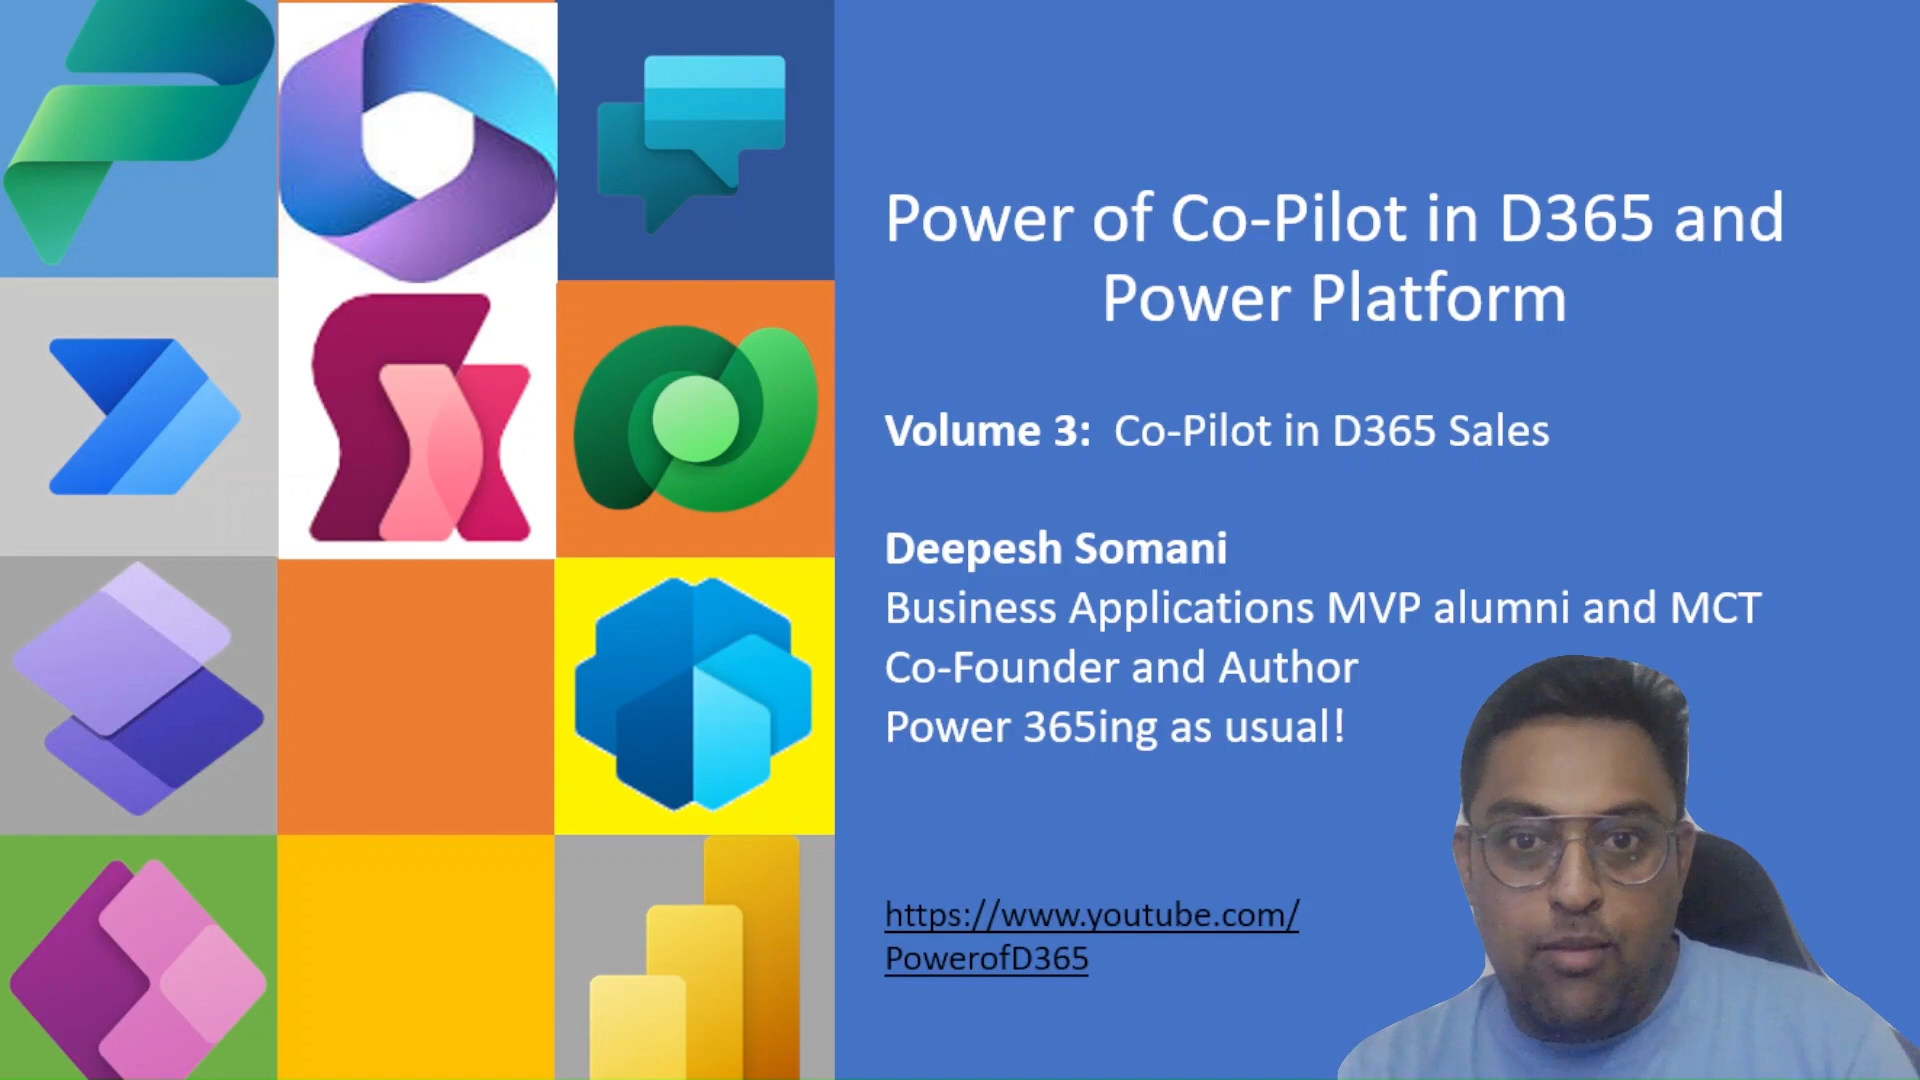 Power of Co-Pilot in D365 and
Power Platform
Volume 3: Co-Pilot in D365 Sales
Deepesh Somani
Business Applications MVP alumni and MCT
Co-Founder and Author
Power 365ing as usual!
https://www.youtube.com/
PowerofD365